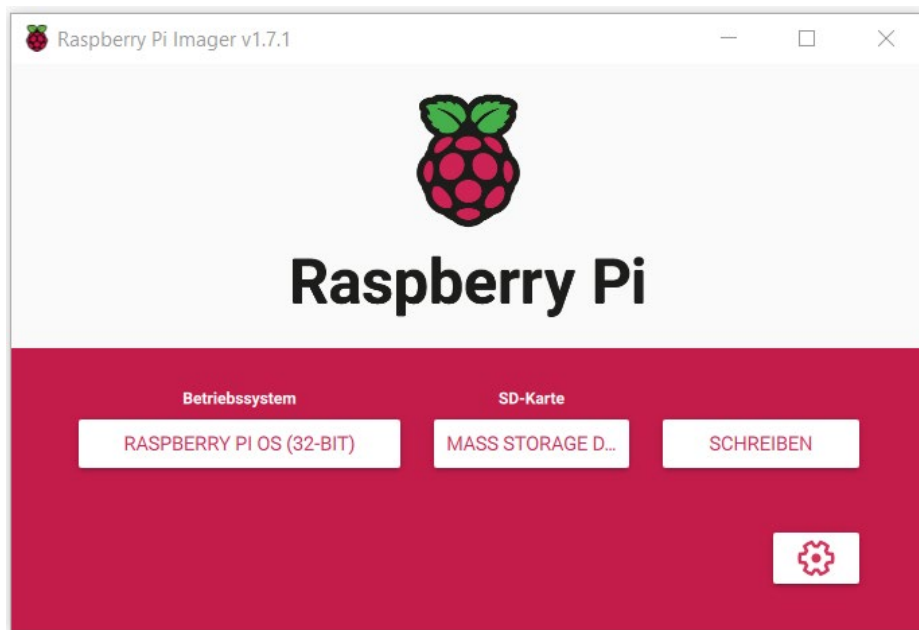 Raspberry Pi Imager v1.7.1
Raspberry Pi
Betriebssystem
SD-Karte
RASPBERRY PI OS (32-BIT)
MASS STORAGE D...
SCHREIBEN